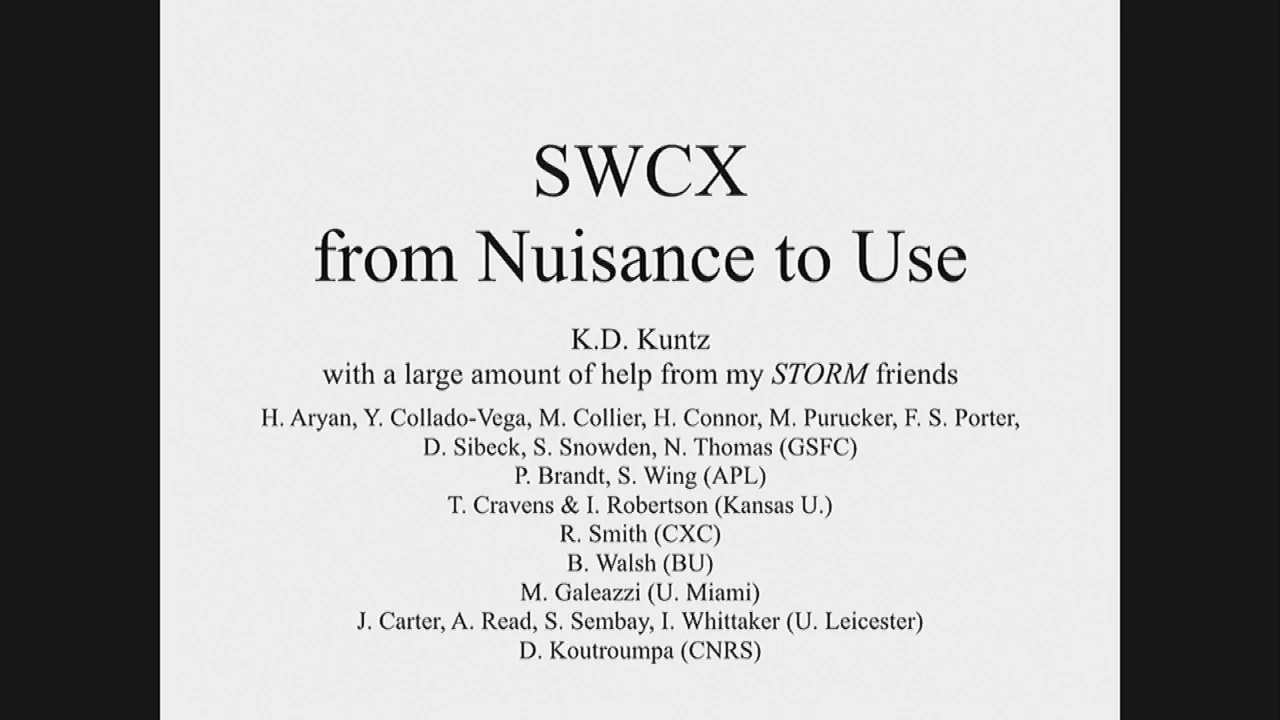 SWCX
from Nuisance to Use
K.D. Kuntz
with a large amount of help from my STORM friends
H. Aryan, Y. Collado-Vega, M. Collier, H. Connor, M. Purucker, F. S. Porter,
D. Sibeck, S. Snowden, N. Thomas (GSFC)
P. Brandt, S. Wing (APL)
T. Cravens & I. Robertson (Kansas U.)
R. Smith (CXC)
B. Walsh (BU)
M. Galeazzi (U. Miami)
J. Carter, A. Read, S. Sembay, I. Whittaker (U. Leicester)
D. Koutroumpa (CNRS)